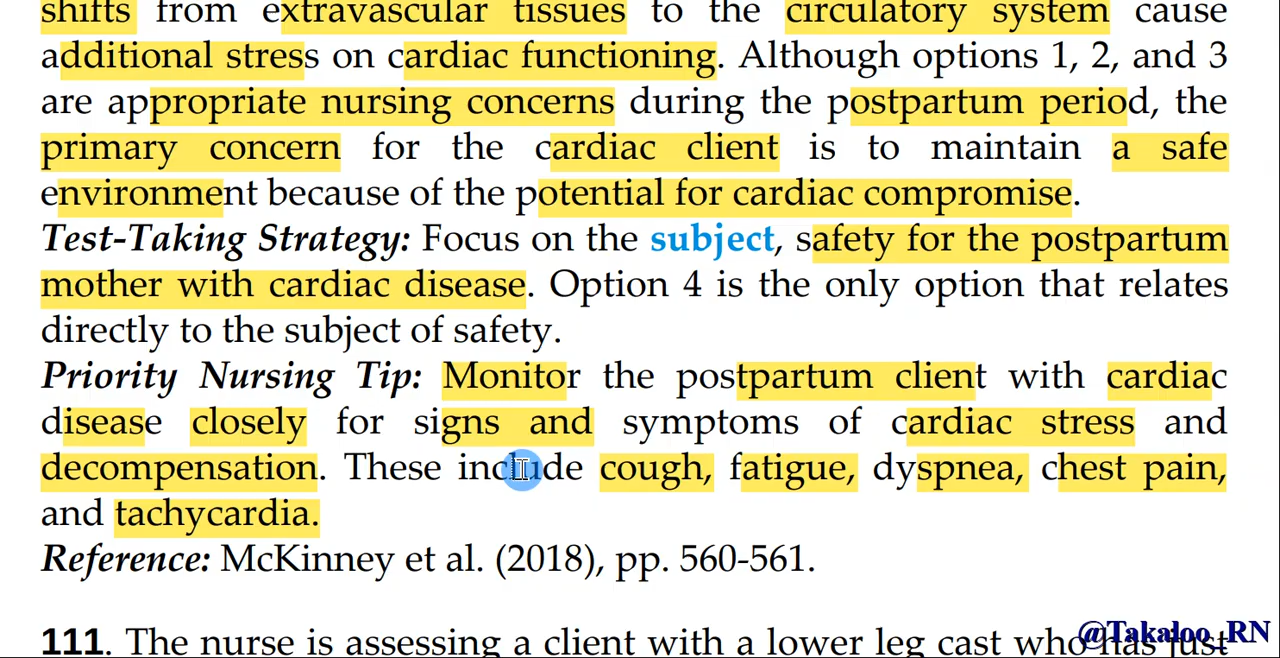 shifts from extravascular tissues to the circulatory system cause
additional stress on cardiac functioning. Although options 1, 2, and 3
are appropriate nursing concerns during the postpartum period, the
primary concern for the cardiac client is to maintain a safe
environment because of the potential for cardiac compromise.
Test-Taking Strategy: Focus on the subject, safety for the postpartum
mother with cardiac disease. Option 4 is the only option that relates
directly to the subject of safety.
Priority Nursing Tip: Monitor the postpartum client with cardiac
disease closely for signs and symptoms of cardiac stress and
decompensation. These include cough, fatigue, dyspnea, chest pain,
and tachycardia.
Reference: McKinney et al. (2018), pp. 560-561.
111. The nurse is assessing a client with a lower leg cast who has just
@Takaloo_RN